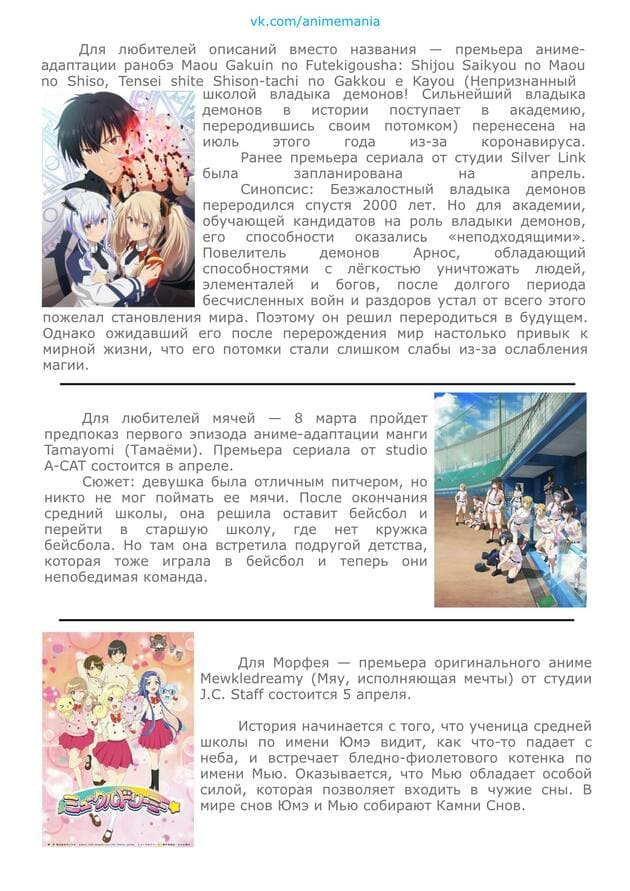 vk.com/animemania
Для любителей описаний вместо названия — премьера аниме-
адаптации ранобэ Maou Gakuin no Futekigousha: Shijou Saikyou no Maou
no Shiso, Tensei shite Shison-tachi no Gakkou e Kayou (Непризнанный
школой владыка демонов! Сильнейший владыка
демонов в истории поступает в академию,
переродившись своим потомком) перенесена на
июль этого года из-за коронавируса.
Ранее премьера сериала от студии Silver Link
была запланирована на апрель.
Синопсис: Безжалостный владыка демонов
переродился спустя 2000 лет. Но для академии,
обучающей кандидатов на роль владыки демонов,
его способности оказались «неподходящими».
Повелитель демонов Арнос, обладающий
способностями с лёгкостью уничтожать людей,
элементалей и богов, после долгого периода
бесчисленных войн и раздоров устал от всего этого
пожелал становления мира. Поэтому он решил переродиться в будущем.
Однако ожидавший его после перерождения мир настолько привык к
мирной жизни, что его потомки стали слишком слабы из-за ослабления
магии.
Для любителей мячей — 8 марта пройдет
предпоказ первого эпизода аниме-адаптации манги
Tamayomi (Тамаёми). Премьера сериала от studio
A-CAT состоится в апреле.
Сюжет: девушка была отличным питчером, но
никто не мог поймать ее мячи. После окончания
средний школы, она решила оставит бейсбол и
перейти в старшую школу, где нет кружка
бейсбола. Но там она встретила подругой детства,
которая тоже играла в бейсбол и теперь они
непобедимая команда.
ミュークルドリーミー
Для Морфея — премьера оригинального аниме
Mewkledreamy (Мяу, исполняющая мечты) от студии
J.C. Staff состоится 5 апреля.
История начинается с того, что ученица средней
школы по имени Юмэ видит, как что-то падает с
неба, и встречает бледно-фиолетового котенка по
имени Мью. Оказывается, что Мью обладает особой
силой, которая позволяет входить в чужие сны. В
мире снов Юмэ и Мью собирают Камни Снов.